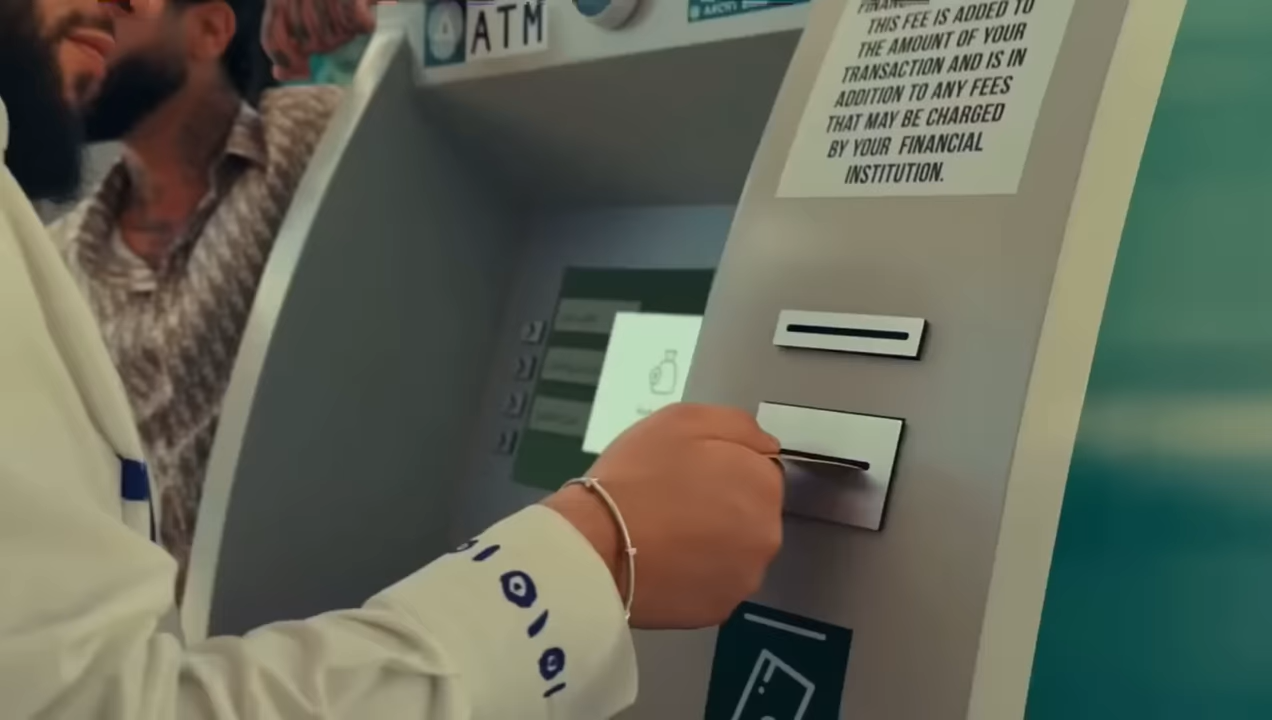 ATM
THIS FEE IS ADDED TO
THE AMOUNT OF YOUR
TRANSACTION AND IS IN
ADDITION TO ANY FEES
THAT MAY BE CHARGED
BY YOUR FINANCIAL
INSTITUTION.